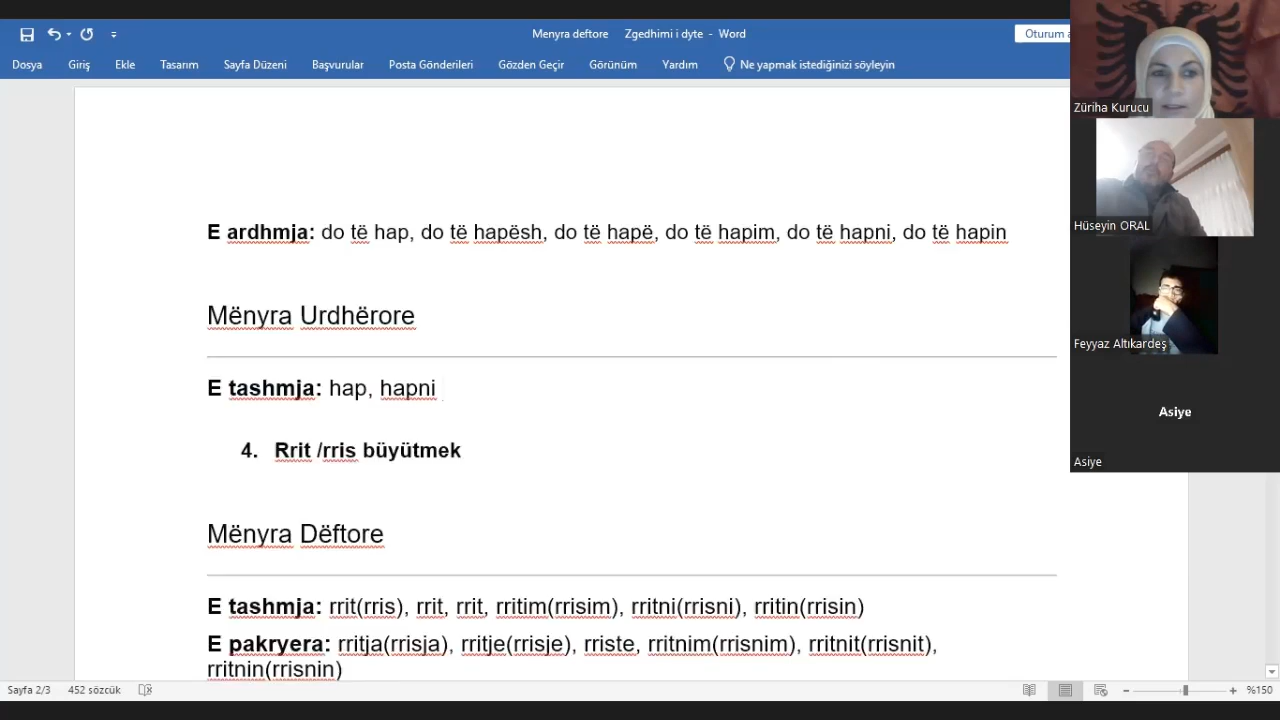 Menyra deftore Zgedhimi i dyte - Word
Oturum a
Dosya Giriş Ekle Tasarım Sayfa Düzeni Başvurular Posta Gönderileri Gözden Geçir Görünüm Yardım Ne yapmak istediğinizi söyleyin
Züriha Kurucu
Hüseyin ORAL
Feyyaz Altıkardeş
Asiye
Asiye
E ardhmja: do të hap, do të hapësh, do të hapë, do të hapim, do të hapni, do të hapin
Mënyra Urdhërore
E tashmja: hap, hapni
4. Rrit /rris büyütmek
Mënyra Dëftore
E tashmja: rrit(rris), rrit, rrit, rritim(rrisim), rritni(rrisni), rritin(rrisin)
E pakryera: rritja(rrisja), rritje(rrisje), rriste, rritnim(rrisnim), rritnit(rrisnit),
rritnin(rrisnin)
Sayfa 2/3 452 sözcük
%150